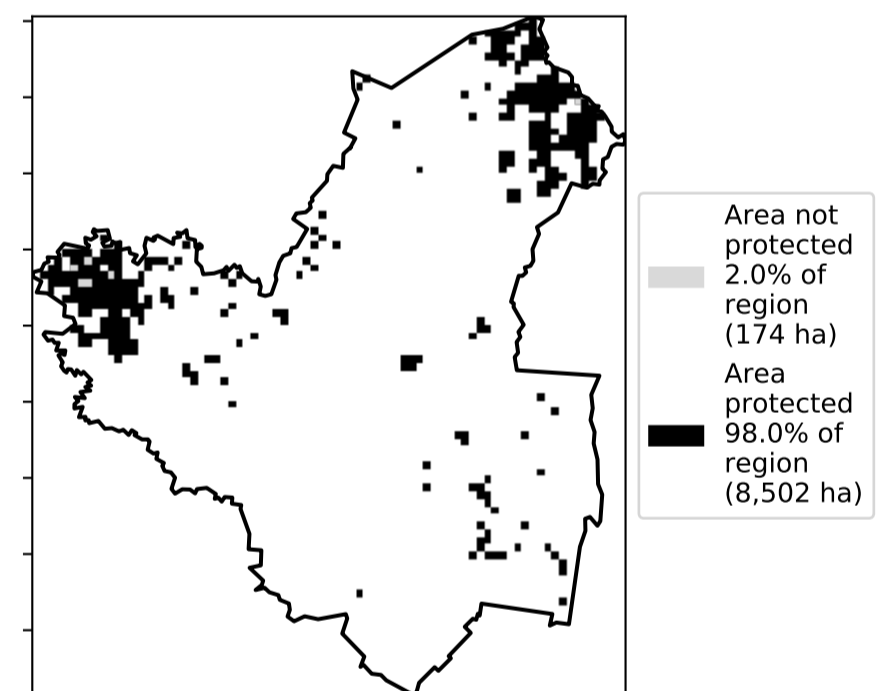 Area not
protected
2.0% of
region
(174 ha)
Area
protected
98.0% of
region
(8,502 ha)